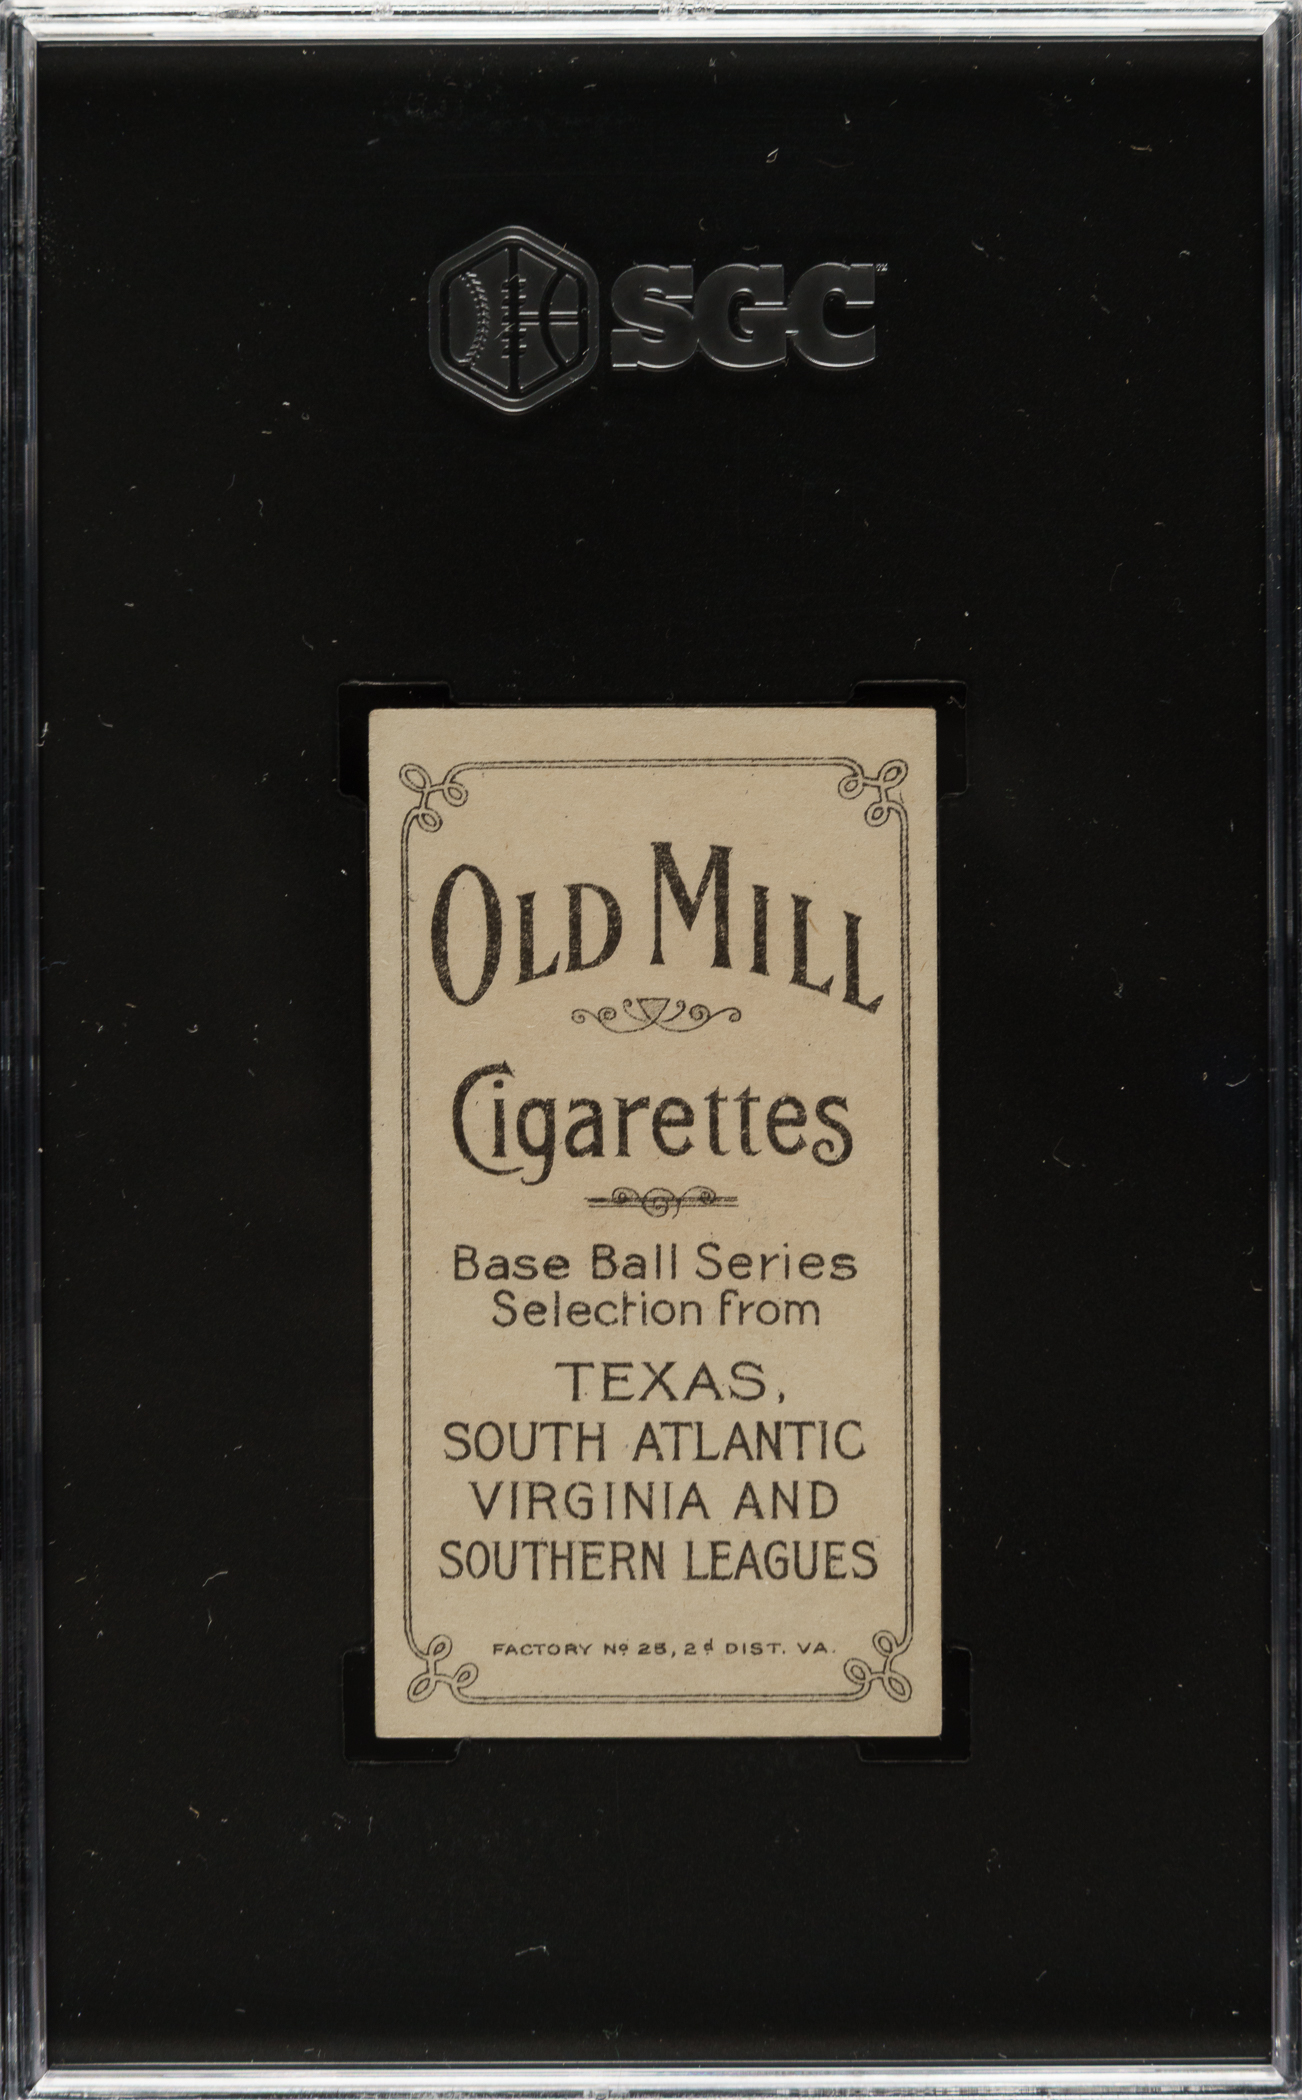 SGC™
OLD MILL
Cigarettes
Base Ball Series
Selection from
TEXAS,
SOUTH ATLANTIC
VIRGINIA AND
SOUTHERN LEAGUES
FACTORY Nº 25, 2d DIST. VA.